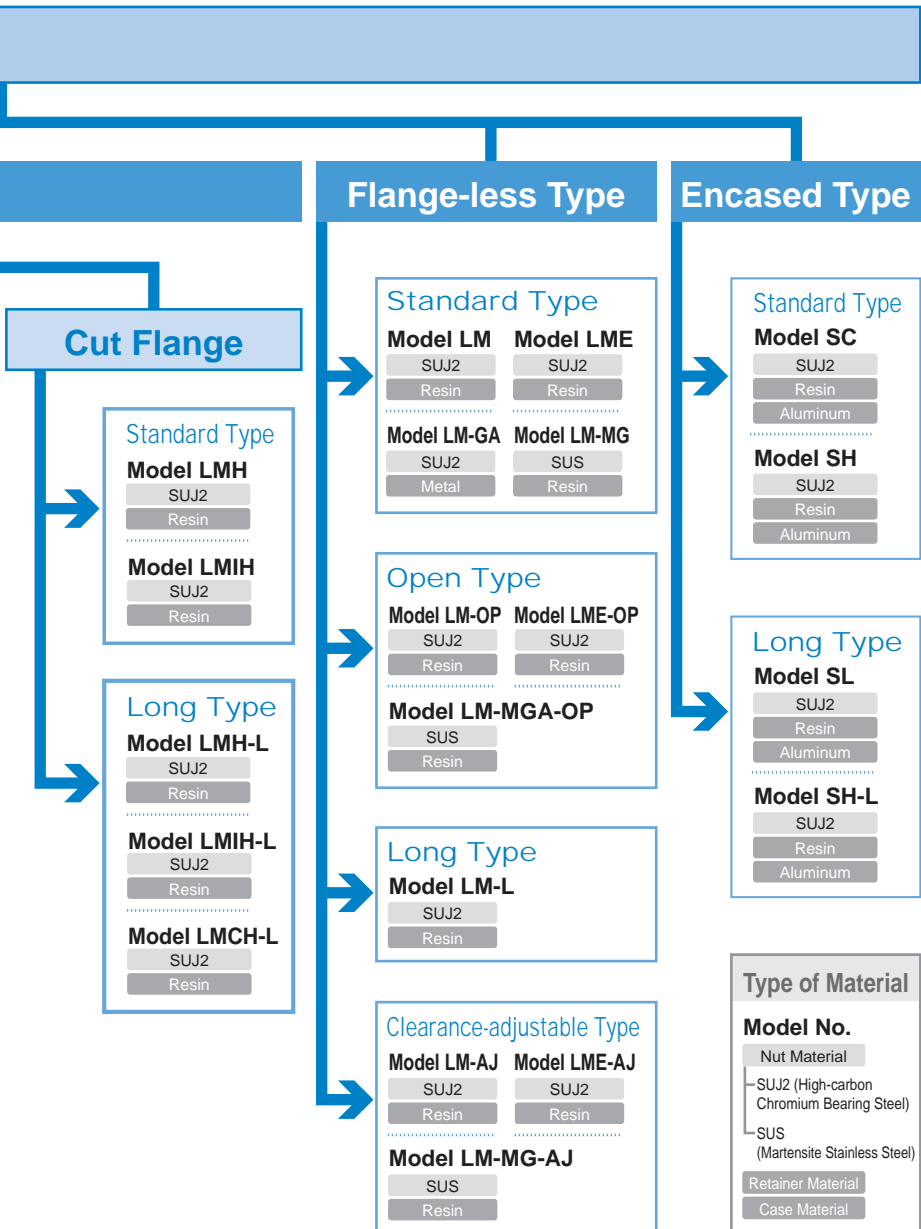 Flange-less Type
Encased Type
Cut Flange
Standard Type
Model LMH
SUJ2
Resin
Model LMIH
SUJ2
Resin
Long Type
Model LMH-L
SUJ2
Resin
Model LMIH-L
SUJ2
Resin
Model LMCH-L
SUJ2
Resin
Standard Type
Model LM Model LME
SUJ2 SUJ2
Resin Resin
Model LM-GA Model LM-MG
SUJ2 SUS
Metal Resin
Open Type
Model LM-OP Model LME-OP
SUJ2 SUJ2
Resin Resin
Model LM-MGA-OP
SUS
Resin
Long Type
Model LM-L
SUJ2
Resin
Clearance-adjustable Type
Model LM-AJ Model LME-AJ
SUJ2 SUJ2
Resin Resin
Model LM-MG-AJ
SUS
Resin
Standard Type
Model SC
SUJ2
Resin
Aluminum
Model SH
SUJ2
Resin
Aluminum
Long Type
Model SL
SUJ2
Resin
Aluminum
Model SH-L
SUJ2
Resin
Aluminum
Type of Material
Model No.
Nut Material
SUJ2 (High-carbon
Chromium Bearing Steel)
SUS
(Martensite Stainless Steel)
Retainer Material
Case Material